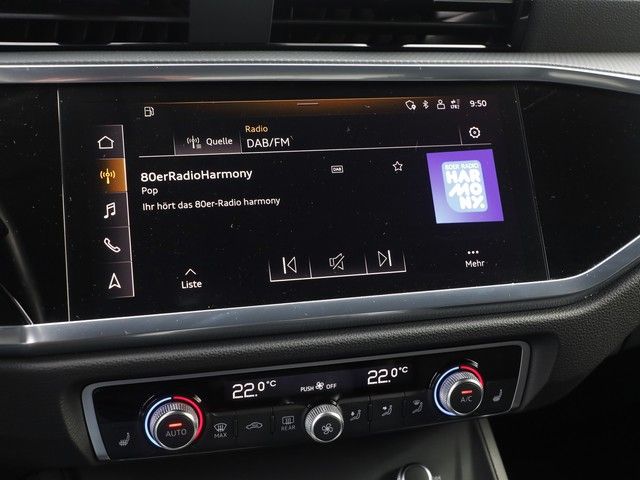 9:50
Radio
Quelle
DAB/FM
80erRadioHarmony
DAB
Pop
Ihr hört das 80er-Radio harmony
80ER RADIO
HAR
MO
NY.
Liste
Mehr
22.0°C
PUSH OFF
22.0°C
AUTO
MAX
REAR
A/C